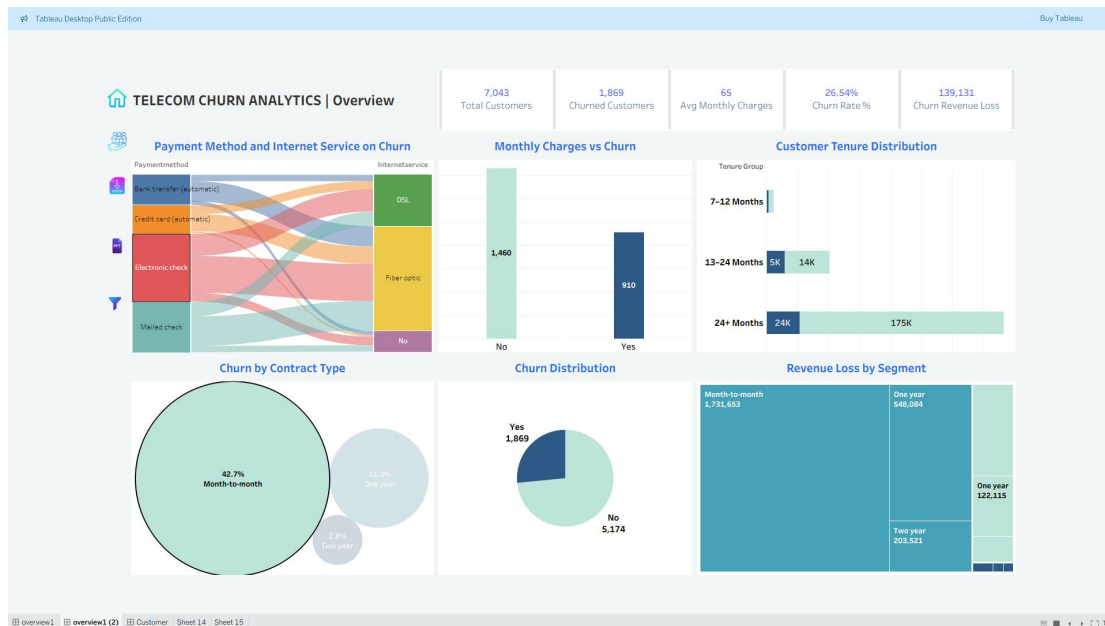 Tableau Desktop Public Edition
Buy Tableau
TELECOM CHURN ANALYTICS | Overview
7,043
Total Customers
1,869
Churned Customers
65
Avg Monthly Charges
26.54%
Churn Rate %
139,131
Churn Revenue Loss
Payment Method and Internet Service on Churn
Paymentmethod
Internetservice
Bank transfer (automatic)
Credit card (automatic)
Electronic check
Mailed check
DSL
Fiber optic
No
Monthly Charges vs Churn
1,460
910
No
Yes
Customer Tenure Distribution
Tenure Group
7–12 Months
13–24 Months
5K
14K
24+ Months
24K
175K
Churn by Contract Type
42.7%
Month-to-month
One year
2.8%
Two year
Churn Distribution
Yes
1,869
No
5,174
Revenue Loss by Segment
Month-to-month
1,731,653
One year
548,084
Two year
203,521
One year
122,115
overview1
overview1 (2)
Customer
Sheet 14
Sheet 15